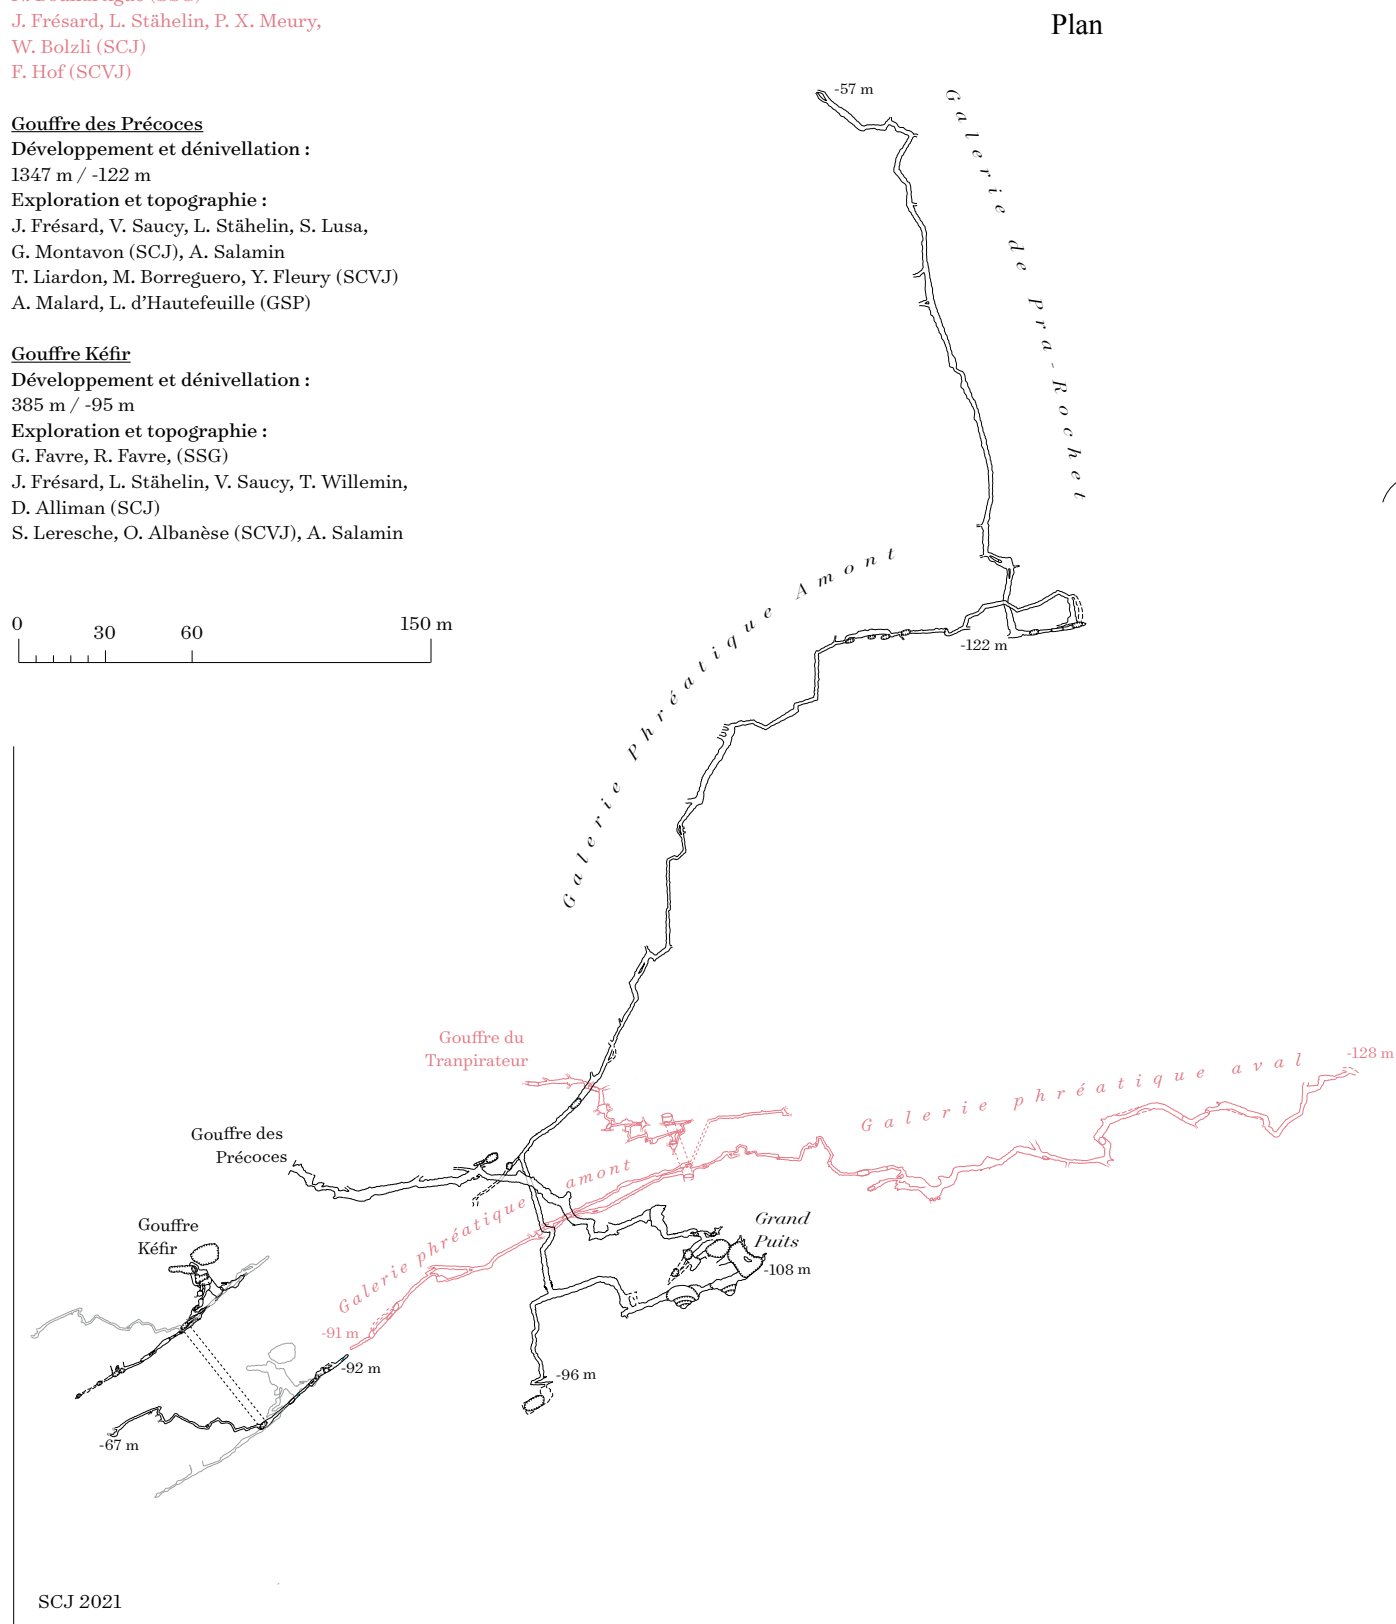 J. Frésard, L. Stähelin, P. X. Meury,
W. Bolzli (SCJ)
F. Hof (SCVJ)
Gouffre des Précoces
Développement et dénivellation :
1347 m / -122 m
Exploration et topographie :
J. Frésard, V. Saucy, L. Stähelin, S. Lusa,
G. Montavon (SCJ), A. Salamin
T. Liardon, M. Borreguero, Y. Fleury (SCVJ)
A. Malard, L. d'Hautefeuille (GSP)
Gouffre Kéfir
Développement et dénivellation :
385 m / -95 m
Exploration et topographie :
G. Favre, R. Favre, (SSG)
J. Frésard, L. Stähelin, V. Saucy, T. Willemin,
D. Alliman (SCJ)
S. Leresche, O. Albanèse (SCVJ), A. Salamin
0 30 60 150 m
Plan
-57 m
Galerie de pra-Rochet
Galerie phréatique Amont
-122 m
Gouffre du
Tranpirateur
-128 m
Galerie phréatique aval
Gouffre des
Précoces
Galerie phréatique amont
Gouffre
Kéfir
Grand
Puits
-108 m
-91 m
-92 m
-96 m
-67 m
SCJ 2021